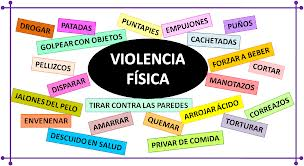 DROGAR
PATADAS
PUNTAPIES
EMPUJONES
PUÑOS
GOLPEAR CON OBJETOS
CACHETADAS
PELLIZCOS
VIOLENCIA
FÍSICA
FORZAR A BEBER
CORTAR
DISPARAR
MANOTAZOS
JALONES DEL PELO
TIRAR CONTRA LAS PAREDES
ARROJAR ÁCIDO
CORREAZOS
ENVENENAR
AMARRAR
QUEMAR
TORTURAR
DESCUIDO EN SALUD
PRIVAR DE COMIDA